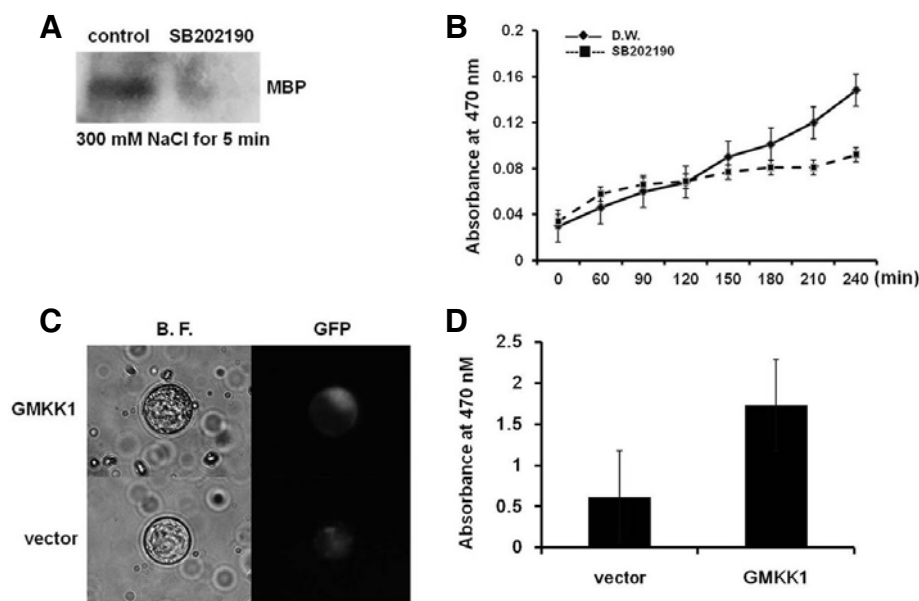 A
control SB202190
MBP
300 mM NaCl for 5 min
B
D.W.
SB202190
Absorbance at 470 nm
0.16
0.12
0.08
0.04
0
0 60 90 120 150 180 210 240 (min)
C
B. F. GFP
GMKK1
vector
D
Absorbance at 470 nM
2.5
2
1.5
1
0.5
0
vector GMKK1